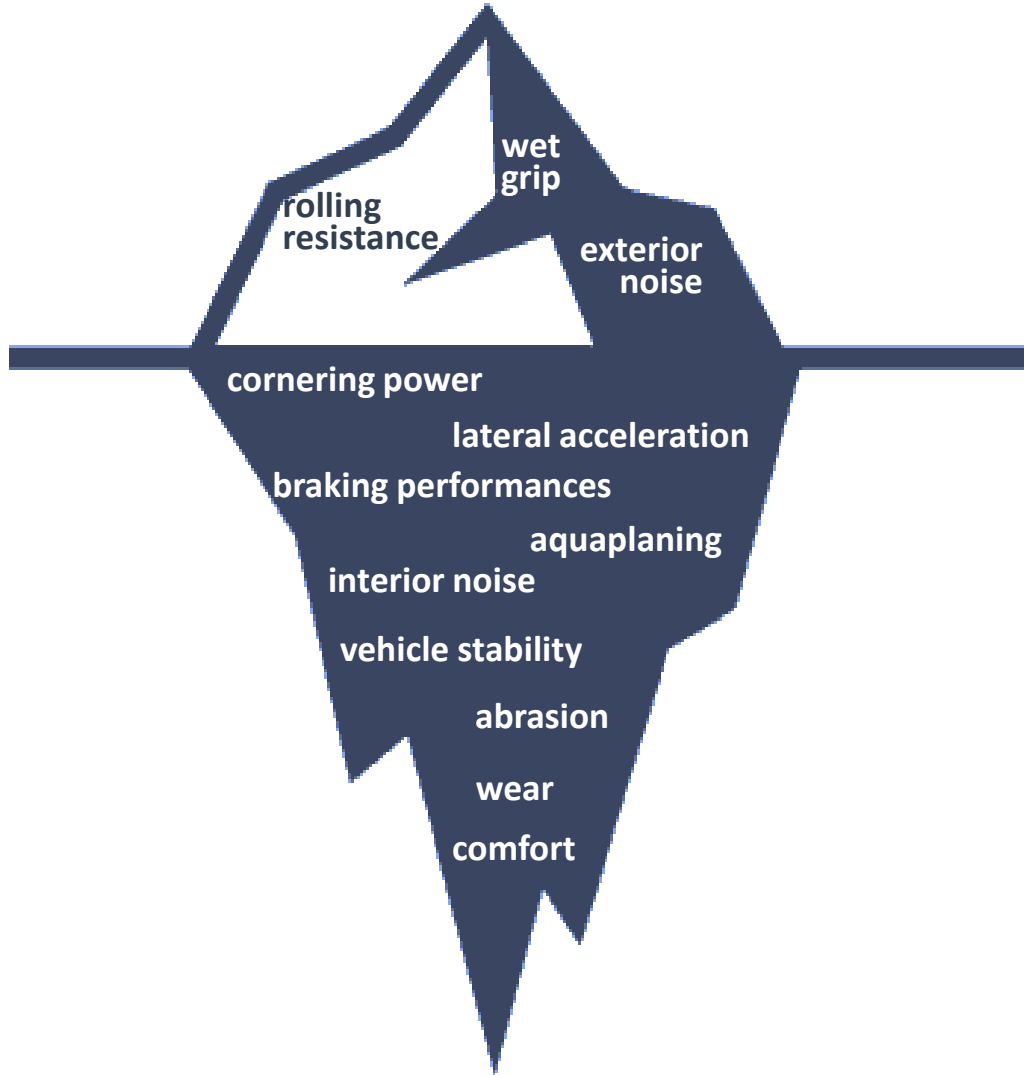 wet
grip
rolling
resistance
exterior
noise
cornering power
lateral acceleration
braking performances
aquaplaning
interior noise
vehicle stability
abrasion
wear
comfort